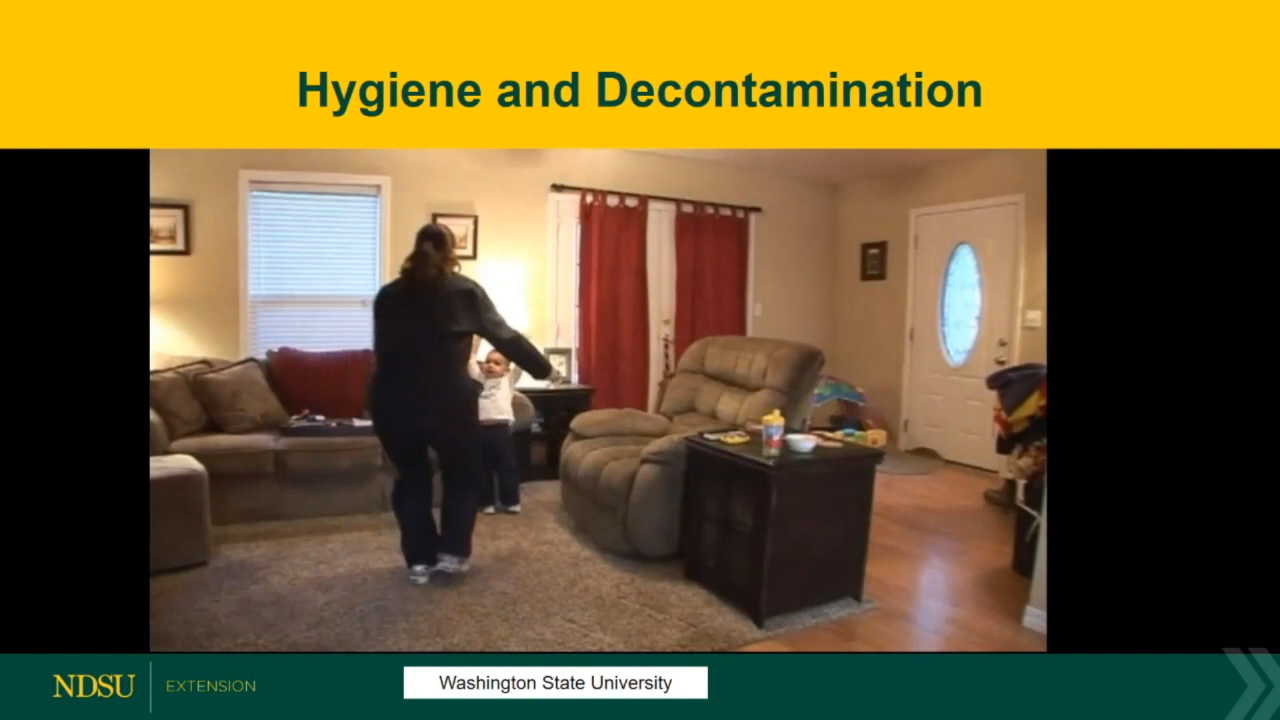 Hygiene and Decontamination
NDSU
EXTENSION
Washington State University